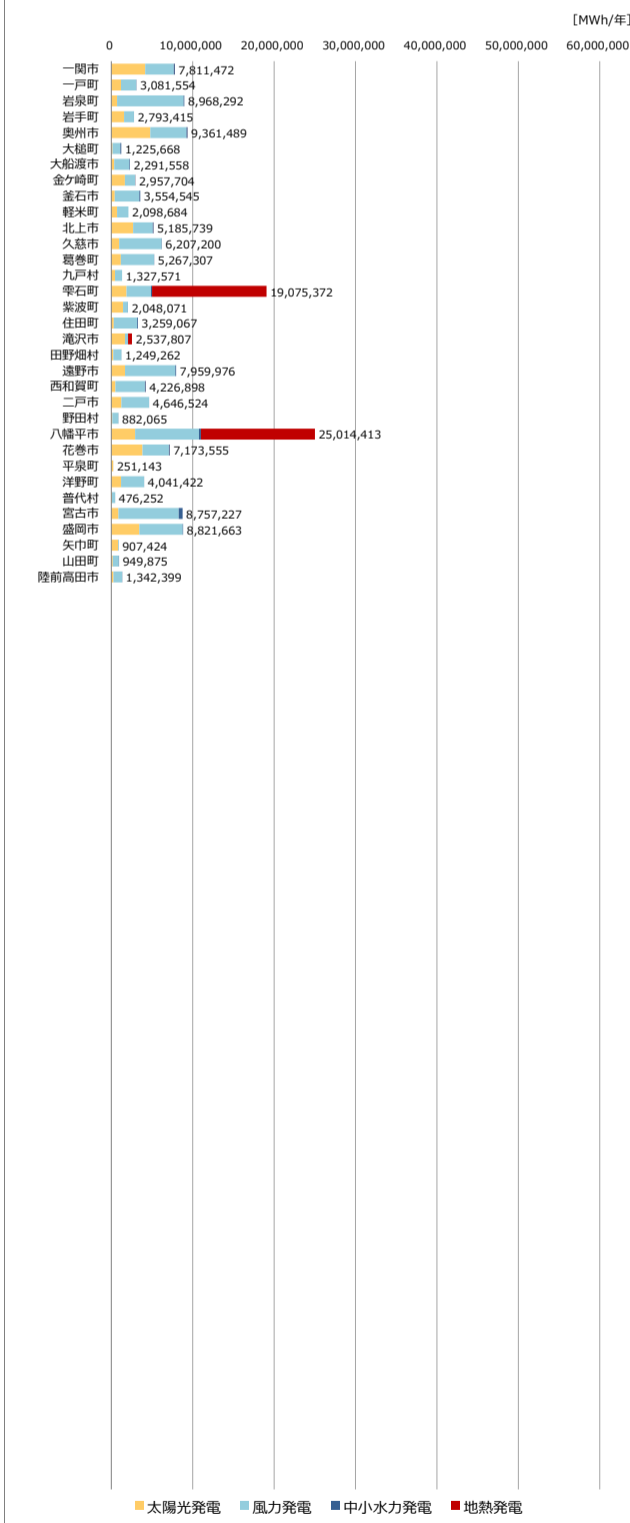 [MWh/年]
0 10,000,000 20,000,000 30,000,000 40,000,000 50,000,000 60,000,000
一関市 7,811,472
一戸町 3,081,554
岩泉町 8,968,292
岩手町 2,793,415
奥州市 9,361,489
大槌町 1,225,668
大船渡市 2,291,558
金ケ崎町 2,957,704
釜石市 3,554,545
軽米町 2,098,684
北上市 5,185,739
久慈市 6,207,200
葛巻町 5,267,307
九戸村 1,327,571
雫石町 19,075,372
紫波町 2,048,071
住田町 3,259,067
滝沢市 2,537,807
田野畑村 1,249,262
遠野市 7,959,976
西和賀町 4,226,898
二戸市 4,646,524
野田村 882,065
八幡平市 25,014,413
花巻市 7,173,555
平泉町 251,143
洋野町 4,041,422
普代村 476,252
宮古市 8,757,227
盛岡市 8,821,663
矢巾町 907,424
山田町 949,875
陸前高田市 1,342,399
太陽光発電 風力発電 中小水力発電 地熱発電